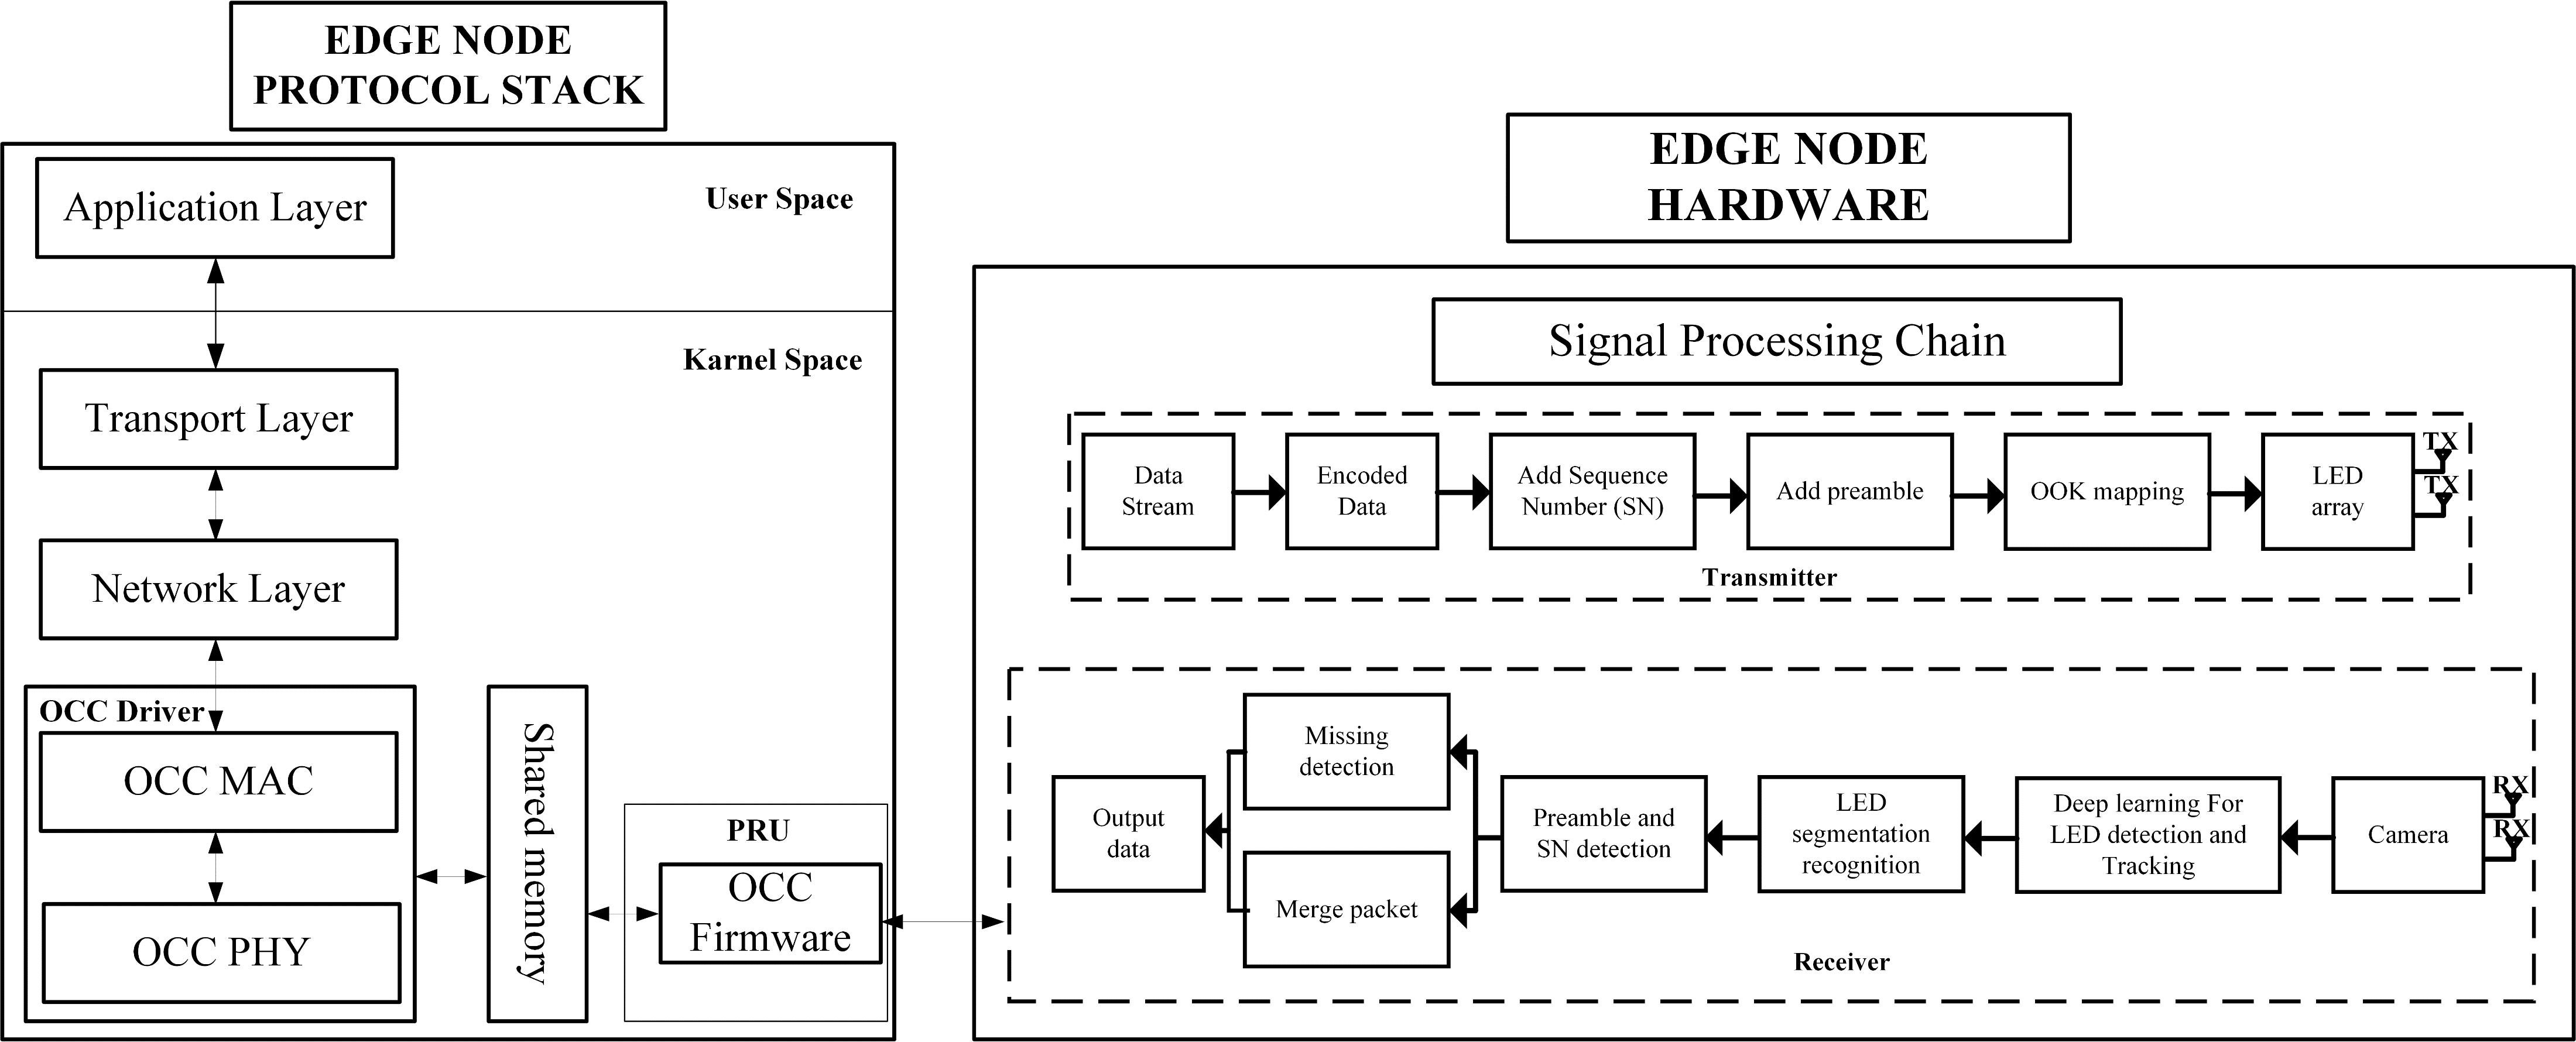 EDGE NODE
PROTOCOL STACK
Application Layer
User Space
Karnel Space
Transport Layer
Network Layer
OCC Driver
OCC MAC
OCC PHY
Shared memory
PRU
OCC
Firmware
EDGE NODE
HARDWARE
Signal Processing Chain
Data
Stream
Encoded
Data
Add Sequence
Number (SN)
Add preamble
OOK mapping
LED
array
TX
TX
Transmitter
Output
data
Missing
detection
Merge packet
Preamble and
SN detection
LED
segmentation
recognition
Deep learning For
LED detection and
Tracking
Camera
RX
RX
Receiver